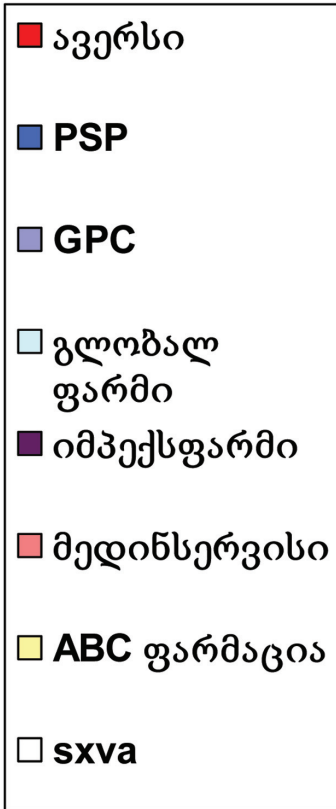 ავერსი
PSP
GPC
გლობალ
ფარმი
იმპექსფარმი
მედინსერვისი
ABC ფარმაცია
sxva